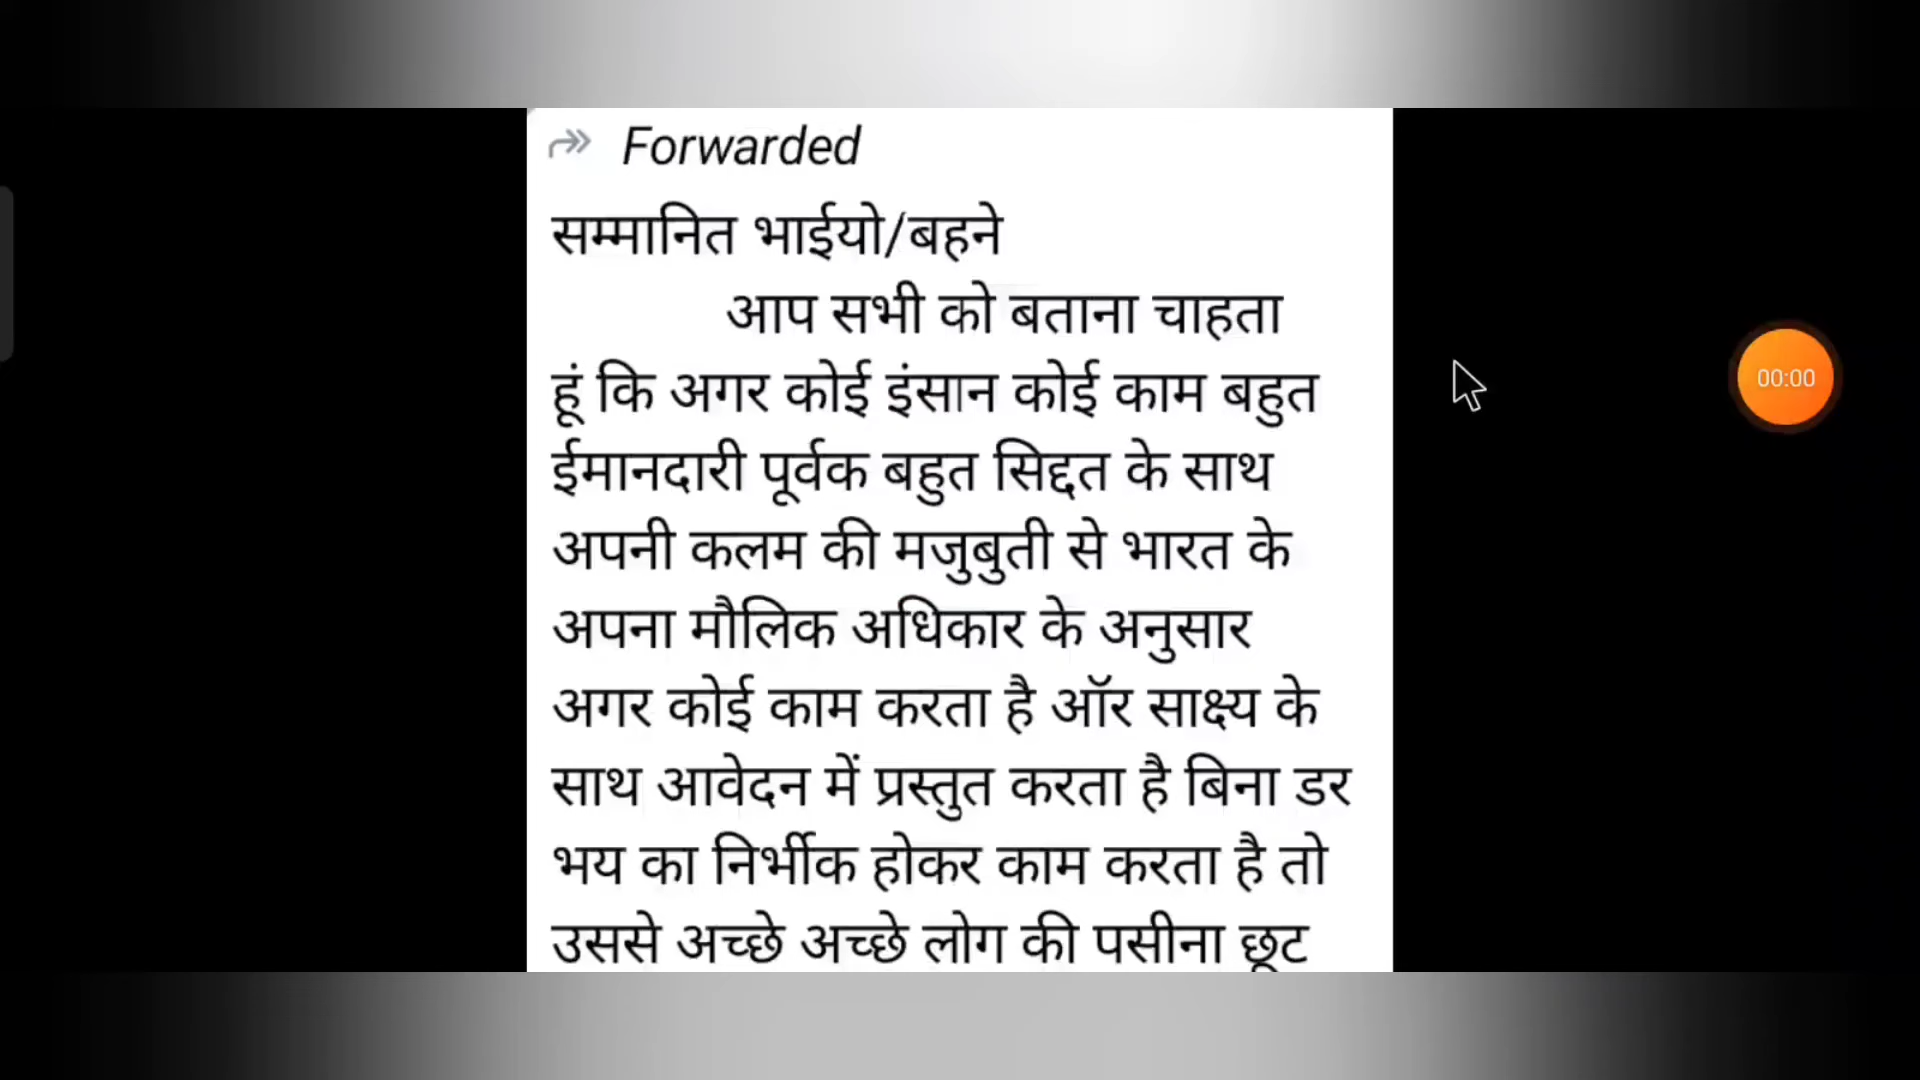 Forwarded
सम्मानित भाईयो/बहने
आप सभी को बताना चाहता
हूं कि अगर कोई इंसान कोई काम बहुत
ईमानदारी पूर्वक बहुत सिद्दत के साथ
अपनी कलम की मजुबुती से भारत के
अपना मौलिक अधिकार के अनुसार
अगर कोई काम करता है ऑर साक्ष्य के
साथ आवेदन में प्रस्तुत करता है बिना डर
भय का निर्भीक होकर काम करता है तो
उससे अच्छे अच्छे लोग की पसीना छूट
00:00